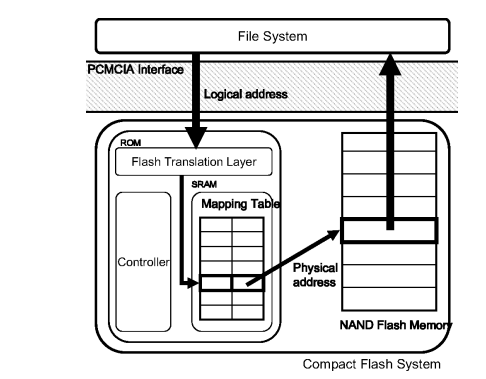 File System
PCMCIA Interface
Logical address
ROM
Flash Translation Layer
SRAM
Mapping Table
Controller
Physical
address
NAND Flash Memory
Compact Flash System